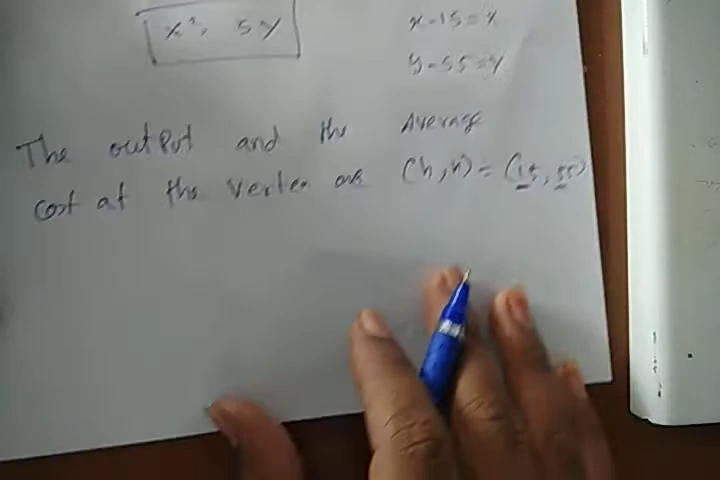 x², 5y
x-15=x
y-55=y
The output and the Average
cost at the vertex are (h,k) = (15, 55)